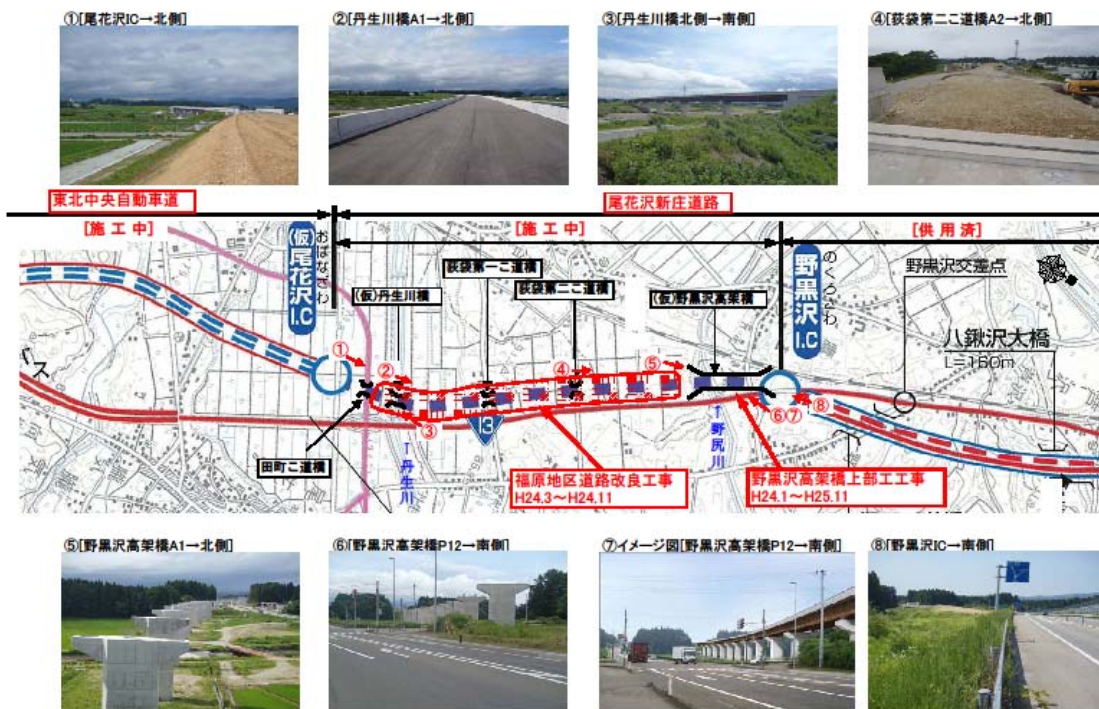 ①[尾花沢IC→北側]
②[丹生川橋A1→北側]
③[丹生川橋北側→南側]
④[荻袋第二こ道橋A2→北側]
東北中央自動車道
尾花沢新庄道路
[施工中]
[施工中]
[供用済]
(仮)尾花沢I.C
おばなざわ
(仮)丹生川橋
荻袋第一こ道橋
荻袋第二こ道橋
(仮)野黒沢高架橋
野黒沢I.C
のくろざわ
野黒沢交差点
八鍬沢大橋
L=160m
バス
①
②
③
④
⑤
⑥⑦
⑧
13
田町こ道橋
↑丹生川
↑野尻川
福原地区道路改良工事
H24.3～H24.11
野黒沢高架橋上部工工事
H24.1～H25.11
⑤[野黒沢高架橋A1→北側]
⑥[野黒沢高架橋P12→南側]
⑦イメージ図[野黒沢高架橋P12→南側]
⑧[野黒沢IC→南側]